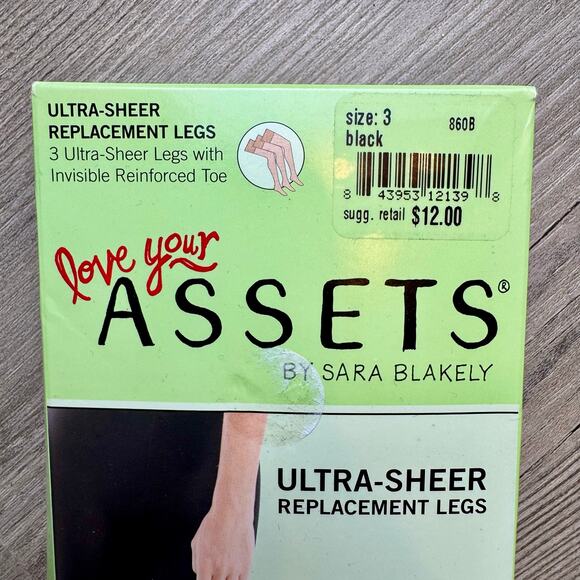 ULTRA-SHEER
REPLACEMENT LEGS
3 Ultra-Sheer Legs with
Invisible Reinforced Toe
size: 3 860B
black
8 43953 12139 8
sugg. retail $12.00
love your
ASSETS®
BY SARA BLAKELY
ULTRA-SHEER
REPLACEMENT LEGS